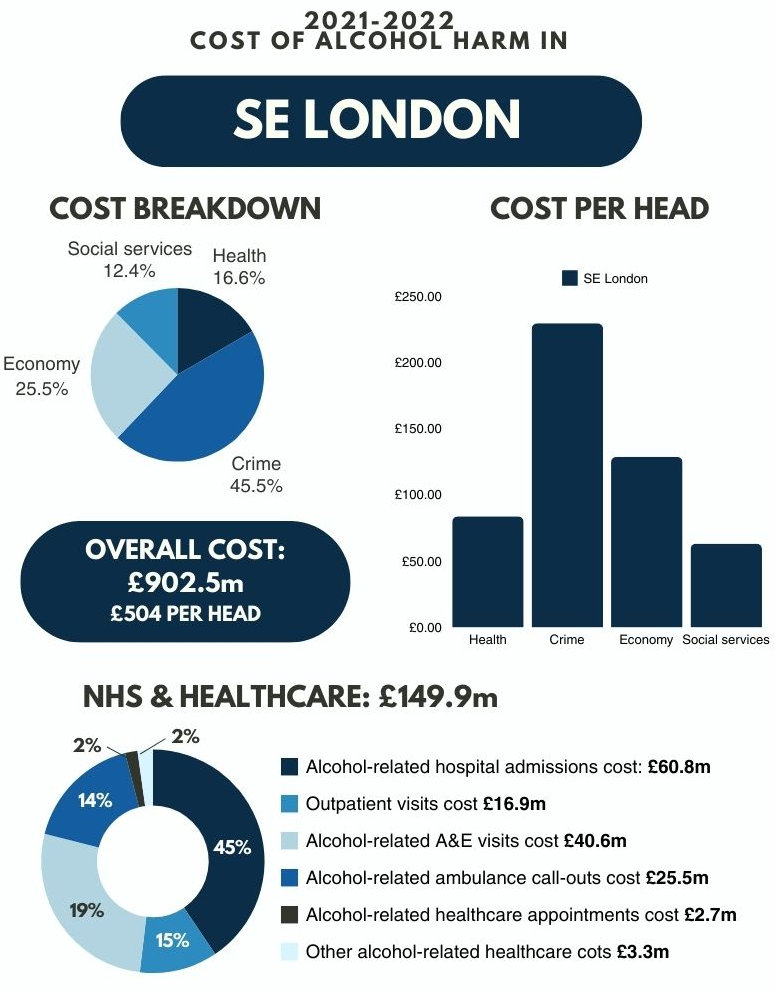 2021-2022
COST OF ALCOHOL HARM IN
SE LONDON
COST BREAKDOWN
Social services
12.4%
Health
16.6%
Economy
25.5%
Crime
45.5%
OVERALL COST:
£902.5m
£504 PER HEAD
COST PER HEAD
SE London
£250.00
£200.00
£150.00
£100.00
£50.00
£0.00
Health
Crime
Economy
Social services
NHS & HEALTHCARE: £149.9m
2%
2%
14%
45%
19%
15%
Alcohol-related hospital admissions cost: £60.8m
Outpatient visits cost £16.9m
Alcohol-related A&E visits cost £40.6m
Alcohol-related ambulance call-outs cost £25.5m
Alcohol-related healthcare appointments cost £2.7m
Other alcohol-related healthcare cots £3.3m